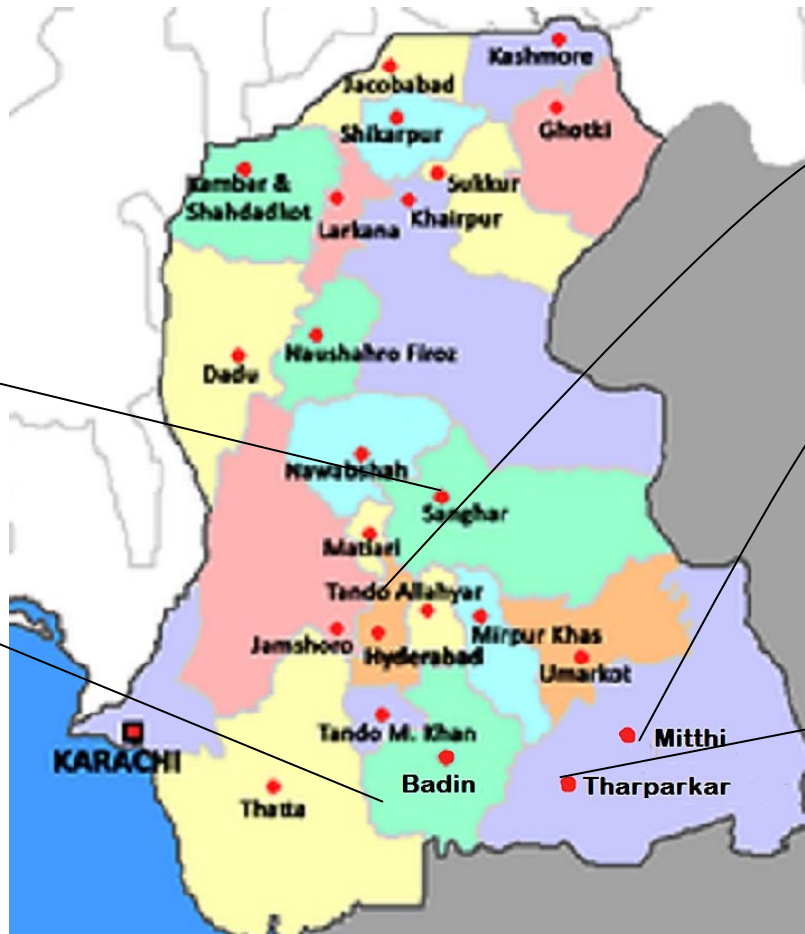 Kashmore
Jacobabad
Ghotki
Shikarpur
Kambar &
Shahdadkot
Sukkur
Larkana
Khairpur
Naushahro Firoz
Dadu
Nawabshah
Sanghar
Matiari
Tando Allahyar
Mirpur Khas
Jamshoro
Hyderabad
Umarkot
Tando M. Khan
Mitthi
KARACHI
Badin
Tharparkar
Thatta